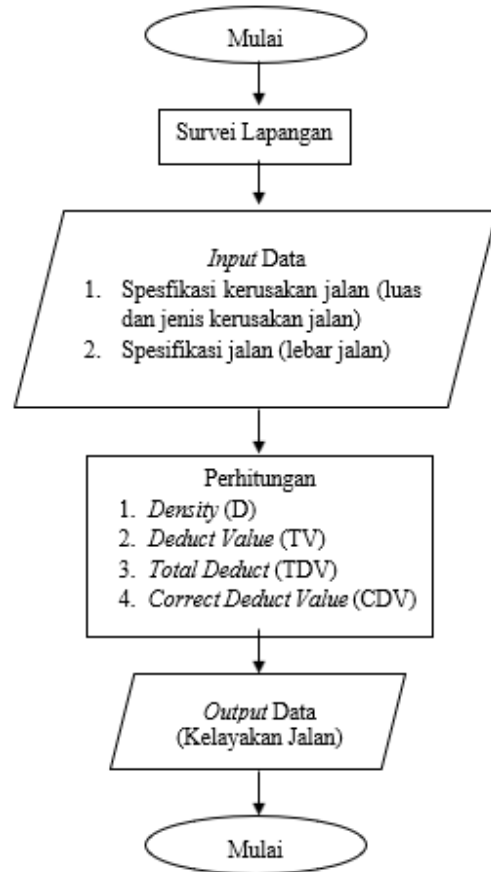 Mulai
Survei Lapangan
Input Data
1. Spesfikasi kerusakan jalan (luas
dan jenis kerusakan jalan)
2. Spesifikasi jalan (lebar jalan)
Perhitungan
1. Density (D)
2. Deduct Value (TV)
3. Total Deduct (TDV)
4. Correct Deduct Value (CDV)
Output Data
(Kelayakan Jalan)
Mulai